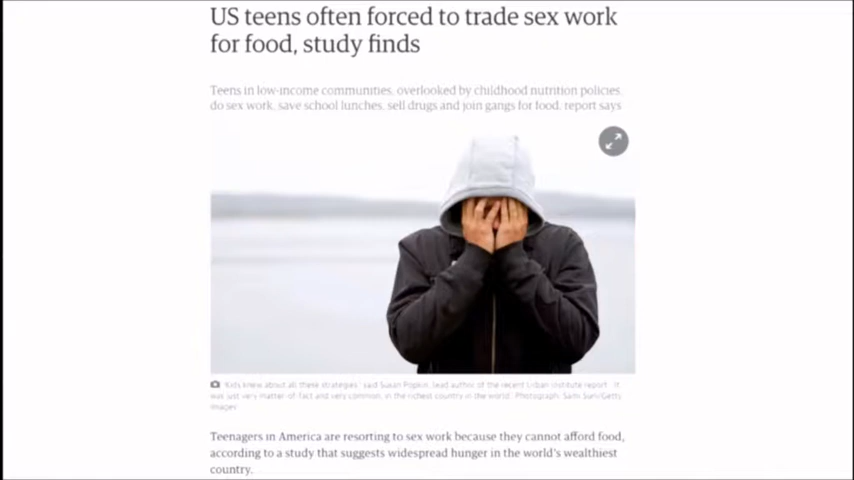 US teens often forced to trade sex work
for food, study finds
Teens in low-income communities, overlooked by childhood nutrition policies,
do sex work, save school lunches, sell drugs and join gangs for food, report says
'Kids knew about all these strategies,' said Susan Popkin, lead author of the recent Urban Institute report. 'It
was just very matter-of-fact and very common, in the richest country in the world'. Photograph: Sami Sarkis/Getty
Images
Teenagers in America are resorting to sex work because they cannot afford food,
according to a study that suggests widespread hunger in the world's wealthiest
country.